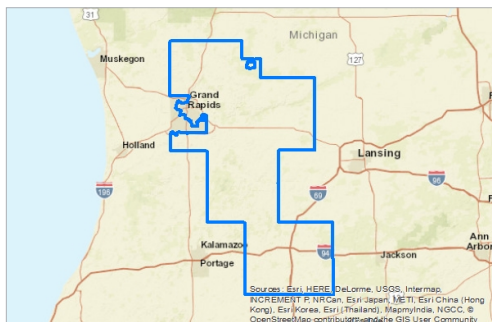 31
Michigan
127
Muskegon
Grand
Rapids
Holland
Lansing
196
69
96
Ann
Arbor
Kalamazoo
94
Jackson
Portage
Sources: Esri, HERE, DeLorme, USGS, Intermap,
INCREMENT P, NRCan, Esri Japan, METI, Esri China (Hong
Kong), Esri Korea, Esri (Thailand), MapmyIndia, NGCC, ©
OpenStreetMap contributors, and the GIS User Community